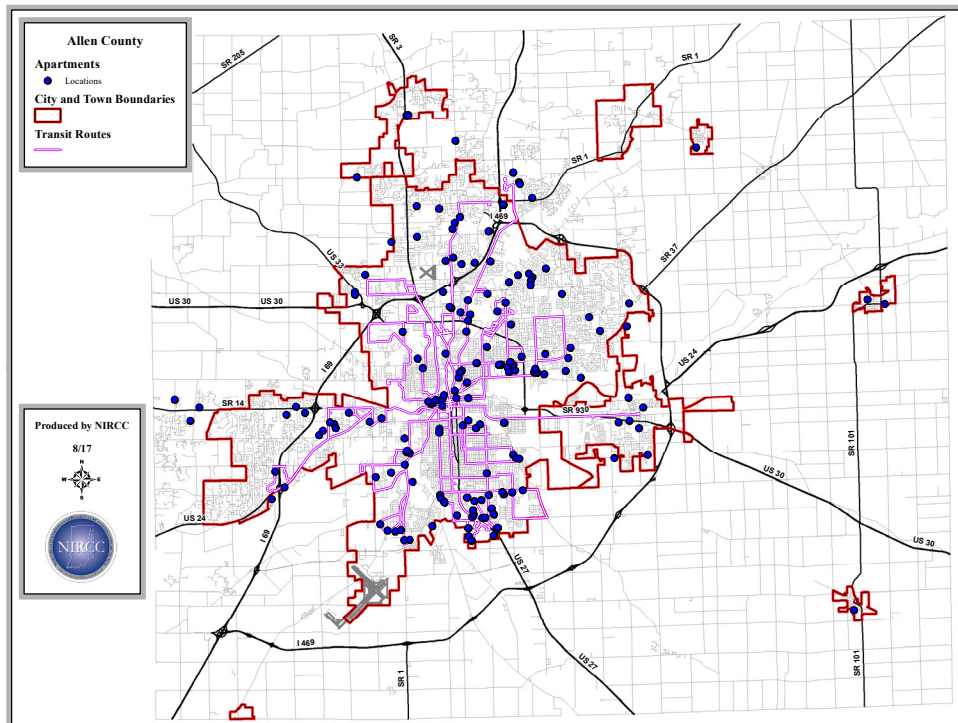 Allen County
Apartments
Locations
City and Town Boundaries
Transit Routes
Produced by NIRCC
8/17
N
W
E
S
NIRCC
SR 205
SR 3
SR 1
SR 1
I 469
SR 37
US 33
US 30
US 30
US 24
I 69
SR 14
SR 930
SR 101
US 30
US 24
I 69
US 30
US 27
I 469
SR 1
US 27
SR 101